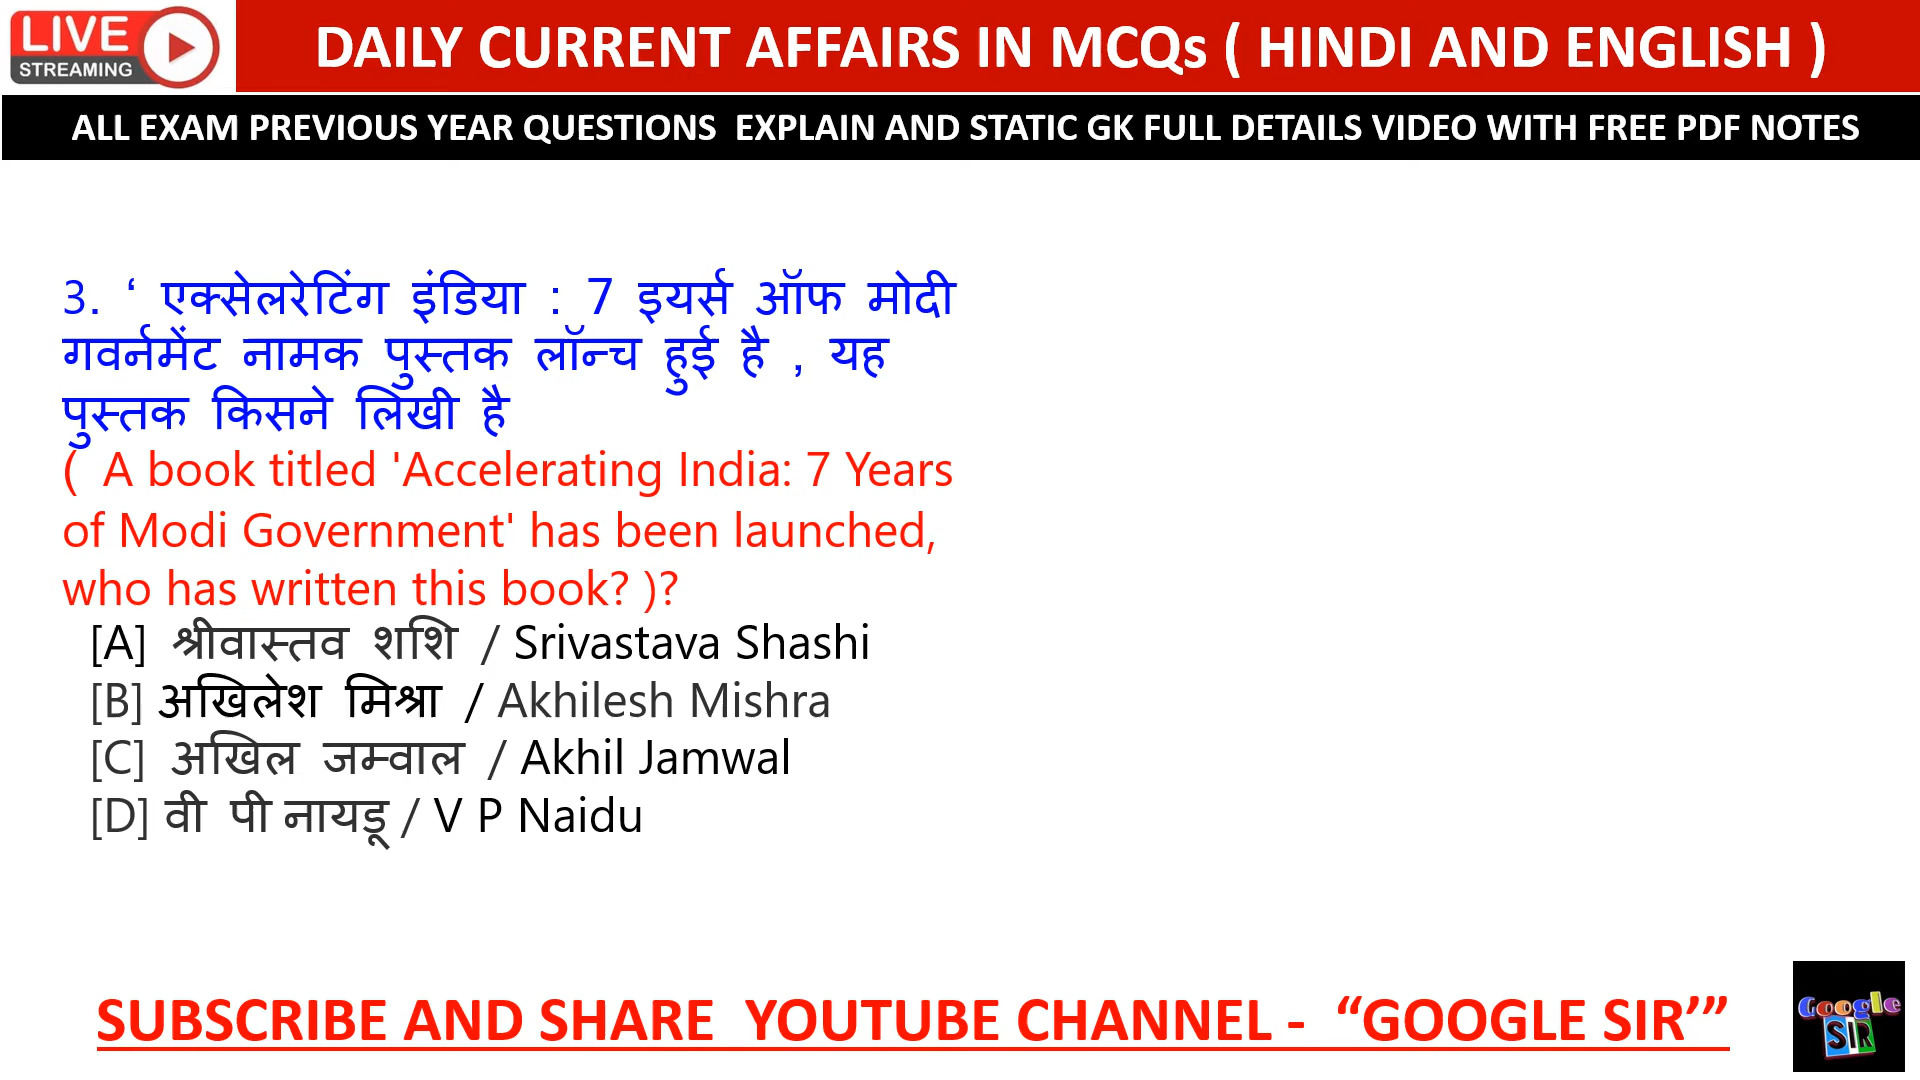 LIVE
STREAMING
DAILY CURRENT AFFAIRS IN MCQs ( HINDI AND ENGLISH )
ALL EXAM PREVIOUS YEAR QUESTIONS EXPLAIN AND STATIC GK FULL DETAILS VIDEO WITH FREE PDF NOTES
3. ‘ एक्सेलरेटिंग इंडिया : 7 इयर्स ऑफ मोदी
गवर्नमेंट नामक पुस्तक लॉन्च हुई है , यह
पुस्तक किसने लिखी है
( A book titled 'Accelerating India: 7 Years
of Modi Government' has been launched,
who has written this book? )?
[A] श्रीवास्तव शशि / Srivastava Shashi
[B] अखिलेश मिश्रा / Akhilesh Mishra
[C] अखिल जम्वाल / Akhil Jamwal
[D] वी पी नायडू / V P Naidu
SUBSCRIBE AND SHARE YOUTUBE CHANNEL - “GOOGLE SIR’”
Google
SIR